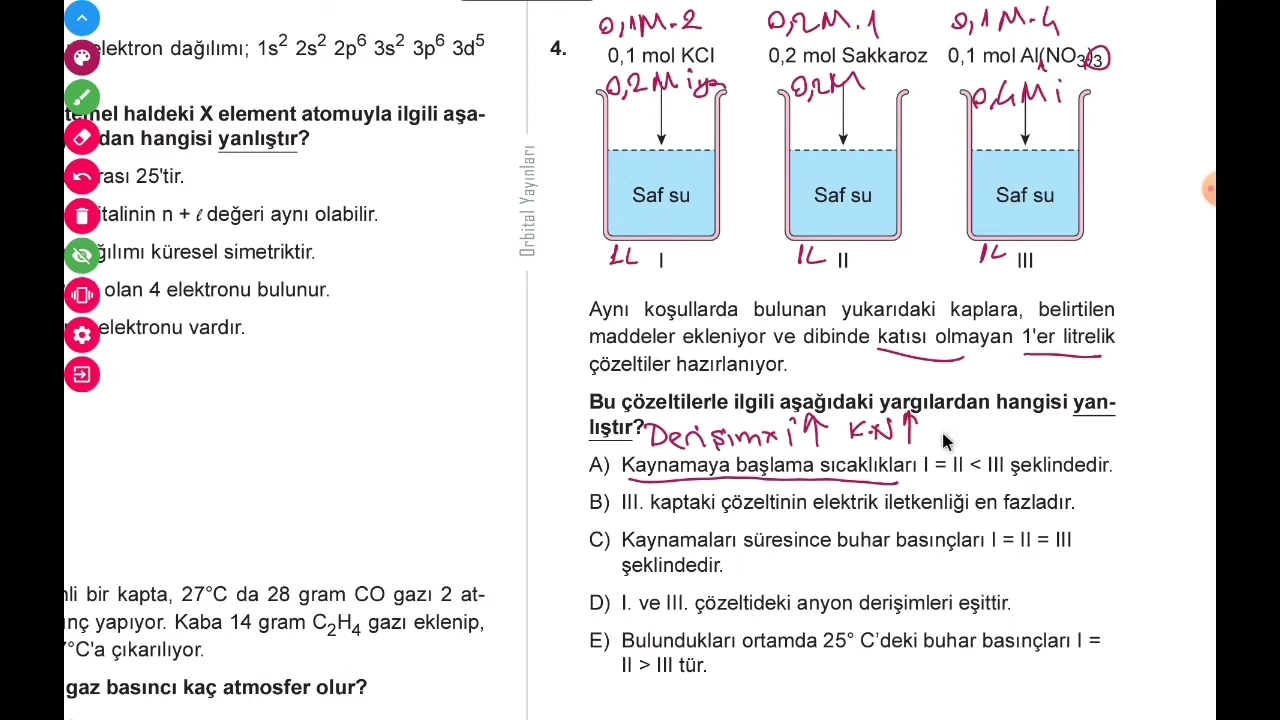 elektron dağılımı; 1s² 2s² 2p⁶ 3s² 3p⁶ 3d⁵
temel haldeki X element atomuyla ilgili aşa-
dan hangisi yanlıştır?
rası 25'tir.
italinin n + ℓ değeri aynı olabilir.
ğılımı küresel simetriktir.
olan 4 elektronu bulunur.
elektronu vardır.
nli bir kapta, 27°C da 28 gram CO gazı 2 at-
ınç yapıyor. Kaba 14 gram C₂H₄ gazı eklenip,
7°C'a çıkarılıyor.
gaz basıncı kaç atmosfer olur?
Orbital Yayınları
0,1M.2 0,2M.1 0,1M.4
4. 0,1 mol KCl 0,2 mol Sakkaroz 0,1 mol Al(NO₃)₃
0,2M iyon 0,2M 0,4M i
Saf su Saf su Saf su
1L 1L 1L
I II III
Aynı koşullarda bulunan yukarıdaki kaplara, belirtilen
maddeler ekleniyor ve dibinde katısı olmayan 1'er litrelik
çözeltiler hazırlanıyor.
Bu çözeltilerle ilgili aşağıdaki yargılardan hangisi yan-
lıştır? Derişim x i ↑ K.N ↑
A) Kaynamaya başlama sıcaklıkları I = II < III şeklindedir.
B) III. kaptaki çözeltinin elektrik iletkenliği en fazladır.
C) Kaynamaları süresince buhar basınçları I = II = III
şeklindedir.
D) I. ve III. çözeltideki anyon derişimleri eşittir.
E) Bulundukları ortamda 25° C'deki buhar basınçları I =
II > III tür.